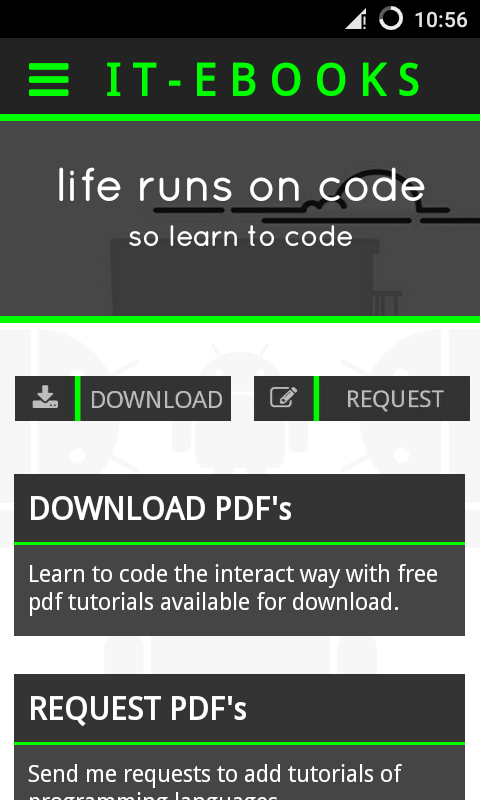 10:56
IT-EBOOKS
life runs on code
so learn to code
DOWNLOAD
REQUEST
DOWNLOAD PDF's
Learn to code the interact way with free
pdf tutorials available for download.
REQUEST PDF's
Send me requests to add tutorials of
programming languages